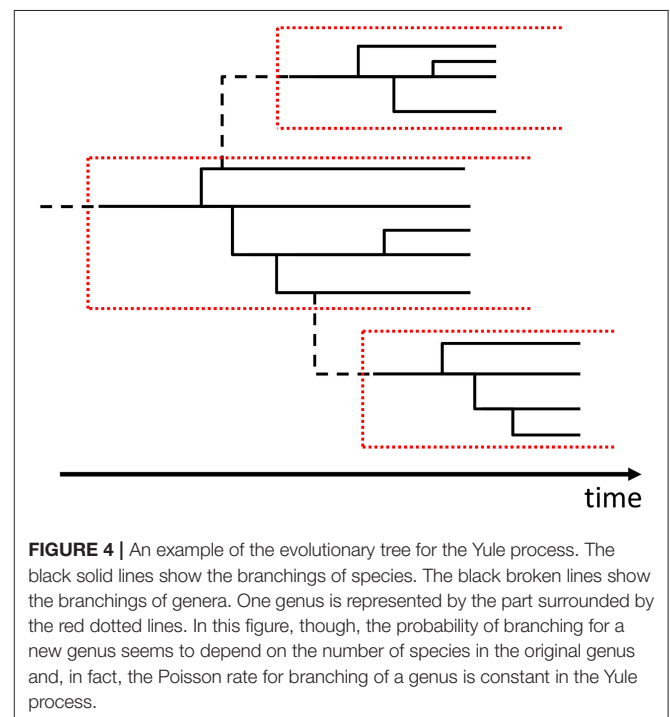 time
FIGURE 4 | An example of the evolutionary tree for the Yule process. The
black solid lines show the branchings of species. The black broken lines show
the branchings of genera. One genus is represented by the part surrounded by
the red dotted lines. In this figure, though, the probability of branching for a
new genus seems to depend on the number of species in the original genus
and, in fact, the Poisson rate for branching of a genus is constant in the Yule
process.